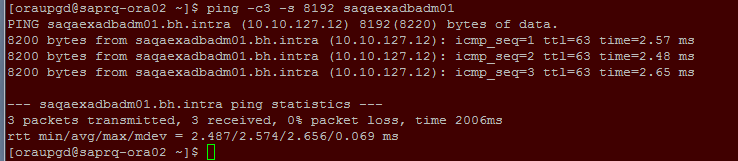 [oraupgd@saprq-ora02 ~]$ ping -c3 -s 8192 saqaexadbadm01
PING saqaexadbadm01.bh.intra (10.10.127.12) 8192(8220) bytes of data.
8200 bytes from saqaexadbadm01.bh.intra (10.10.127.12): icmp_seq=1 ttl=63 time=2.57 ms
8200 bytes from saqaexadbadm01.bh.intra (10.10.127.12): icmp_seq=2 ttl=63 time=2.48 ms
8200 bytes from saqaexadbadm01.bh.intra (10.10.127.12): icmp_seq=3 ttl=63 time=2.65 ms

--- saqaexadbadm01.bh.intra ping statistics ---
3 packets transmitted, 3 received, 0% packet loss, time 2006ms
rtt min/avg/max/mdev = 2.487/2.574/2.656/0.069 ms
[oraupgd@saprq-ora02 ~]$